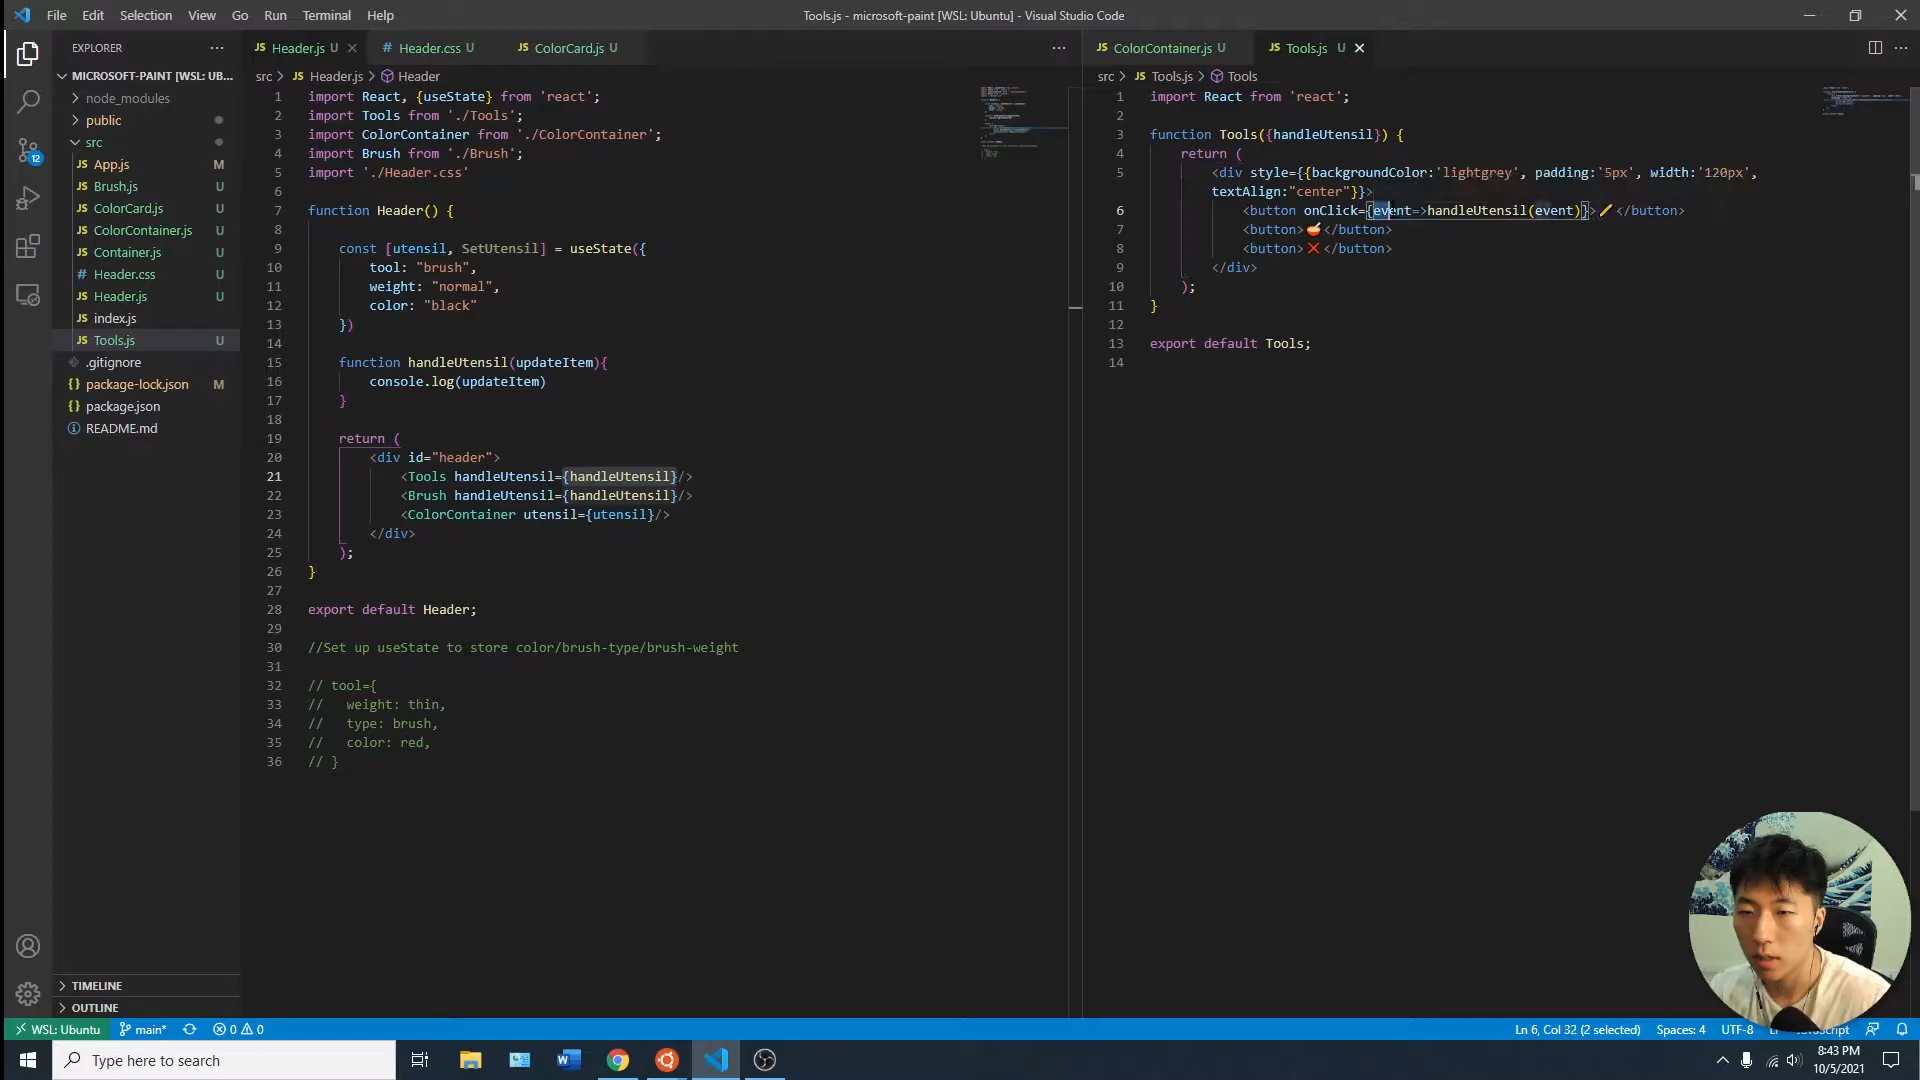 File Edit Selection View Go Run Terminal Help
Tools.js - microsoft-paint [WSL: Ubuntu] - Visual Studio Code
EXPLORER
MICROSOFT-PAINT [WSL: UB...
node_modules
public
src
JS App.js M
JS Brush.js U
JS ColorCard.js U
JS ColorContainer.js U
JS Container.js U
# Header.css U
JS Header.js U
JS index.js
JS Tools.js U
.gitignore
{} package-lock.json M
{} package.json
README.md
TIMELINE
OUTLINE
12
JS Header.js U
# Header.css U
JS ColorCard.js U
src > JS Header.js > Header
1 import React, {useState} from 'react';
2 import Tools from './Tools';
3 import ColorContainer from './ColorContainer';
4 import Brush from './Brush';
5 import './Header.css'
6
7 function Header() {
8
9 const [utensil, SetUtensil] = useState({
10 tool: "brush",
11 weight: "normal",
12 color: "black"
13 })
14
15 function handleUtensil(updateItem){
16 console.log(updateItem)
17 }
18
19 return (
20 <div id="header">
21 <Tools handleUtensil={handleUtensil}/>
22 <Brush handleUtensil={handleUtensil}/>
23 <ColorContainer utensil={utensil}/>
24 </div>
25 );
26 }
27
28 export default Header;
29
30 //Set up useState to store color/brush-type/brush-weight
31
32 // tool={
33 // weight: thin,
34 // type: brush,
35 // color: red,
36 // }
JS ColorContainer.js U
JS Tools.js U
src > JS Tools.js > Tools
1 import React from 'react';
2
3 function Tools({handleUtensil}) {
4 return (
5 <div style={{backgroundColor:'lightgrey', padding:'5px', width:'120px',
textAlign:"center"}}>
6 <button onClick={event=>handleUtensil(event)}>🖌</button>
7 <button>🥣</button>
8 <button>❌</button>
9 </div>
10 );
11 }
12
13 export default Tools;
14
WSL: Ubuntu main* 0 0
Ln 6, Col 32 (2 selected) Spaces: 4 UTF-8
Type here to search
8:43 PM
10/5/2021